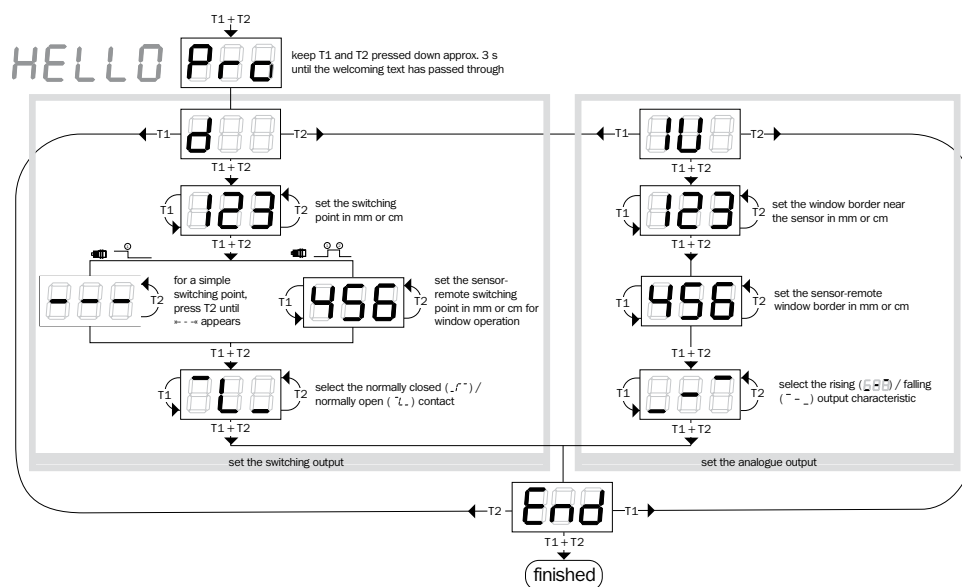 T1 + T2
HELLO
Pro
keep T1 and T2 pressed down approx. 3 s
until the welcoming text has passed through
T1
d
T2
T1
1U
T2
T1 + T2
T1 + T2
T1
123
T2
set the switching
point in mm or cm
T1
123
T2
set the window border near
the sensor in mm or cm
T1 + T2
---
T2
for a simple
switching point,
press T2 until
"- - -" appears
T1
456
T2
set the sensor-
remote switching
point in mm or cm for
window operation
T1
456
T2
set the sensor-remote
window border in mm or cm
T1 + T2
T1
T2
select the normally closed ( ) /
normally open ( ) contact
T1
T2
select the rising ( ) / falling
( ) output characteristic
T1 + T2
T1 + T2
set the switching output
set the analogue output
T2
End
T1
T1 + T2
finished